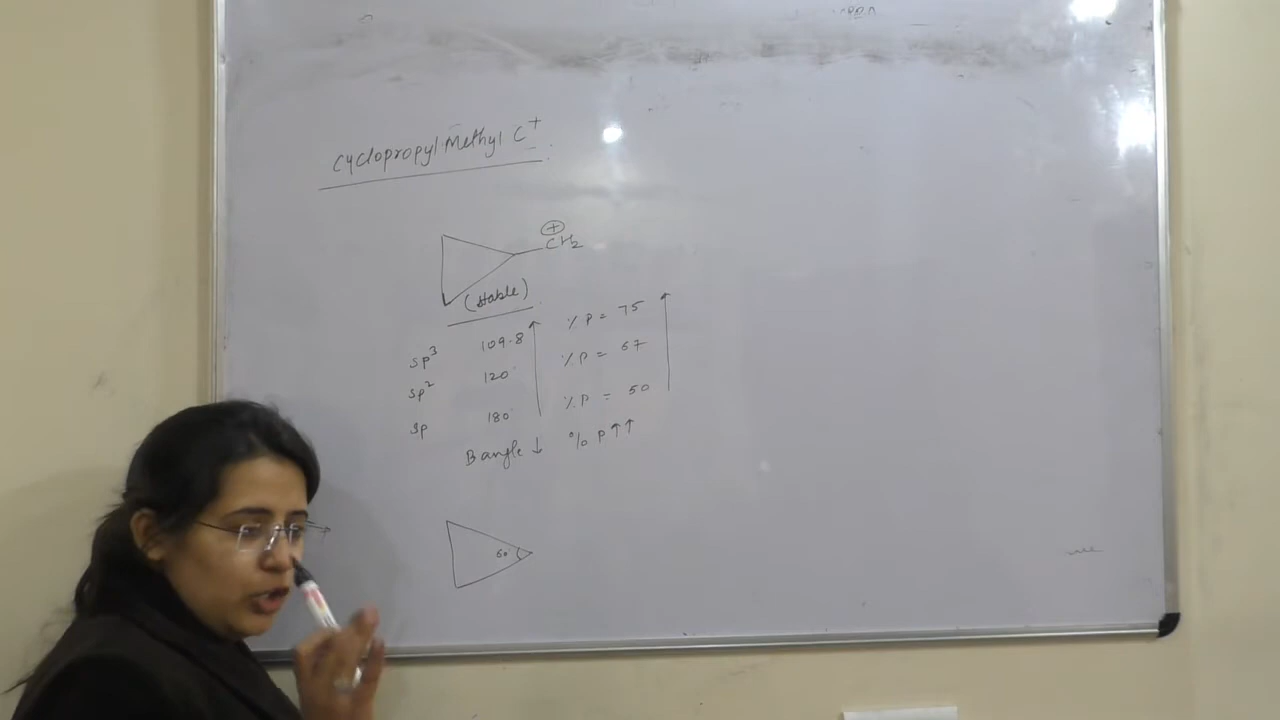 Cyclopropyl Methyl C+
+
CH2
(stable)
sp3 109.8 % P = 75
sp2 120° % P = 67
sp 180° % P = 50
B angle ↓ % P ↑↑
60°